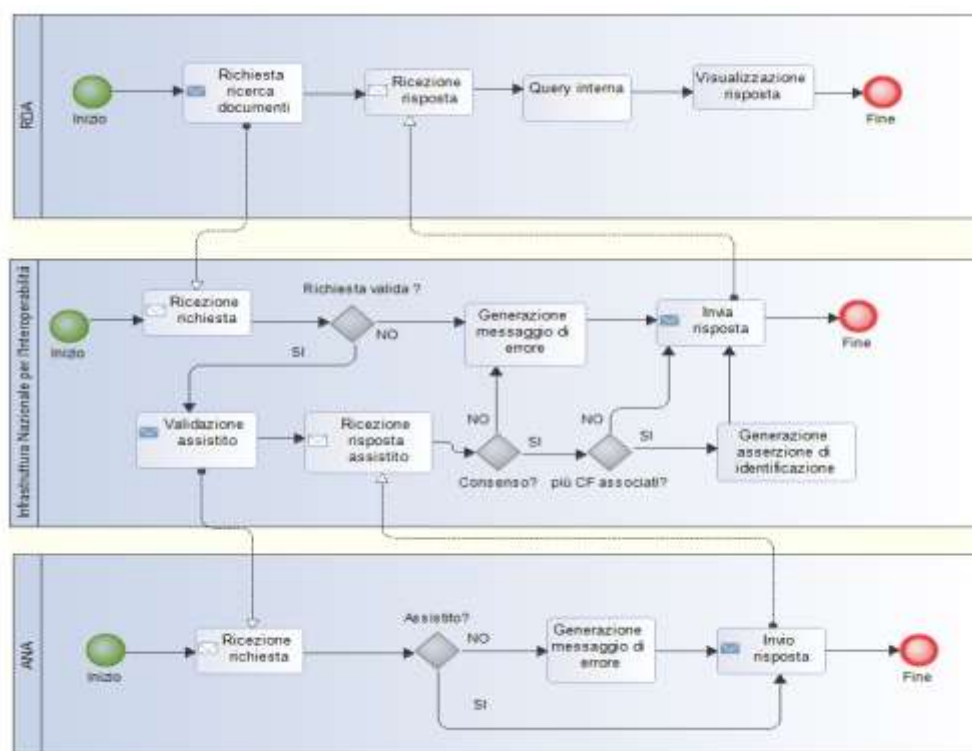 RDA
Inizio
Richiesta
ricerca
documenti
Ricezione
risposta
Query interna
Visualizzazione
risposta
Fine
Infrastruttura Nazionale per l'Interoperabilità
Inizio
Ricezione
richiesta
Richiesta valida ?
NO
SI
Generazione
messaggio di
errore
Invia
risposta
Fine
Validazione
assistito
Ricezione
risposta
assistito
NO
SI
Consenso?
NO
SI
più CF associati?
Generazione
asserzione di
identificazione
ANA
Inizio
Ricezione
richiesta
Assistito?
NO
SI
Generazione
messaggio di
errore
Invio
risposta
Fine